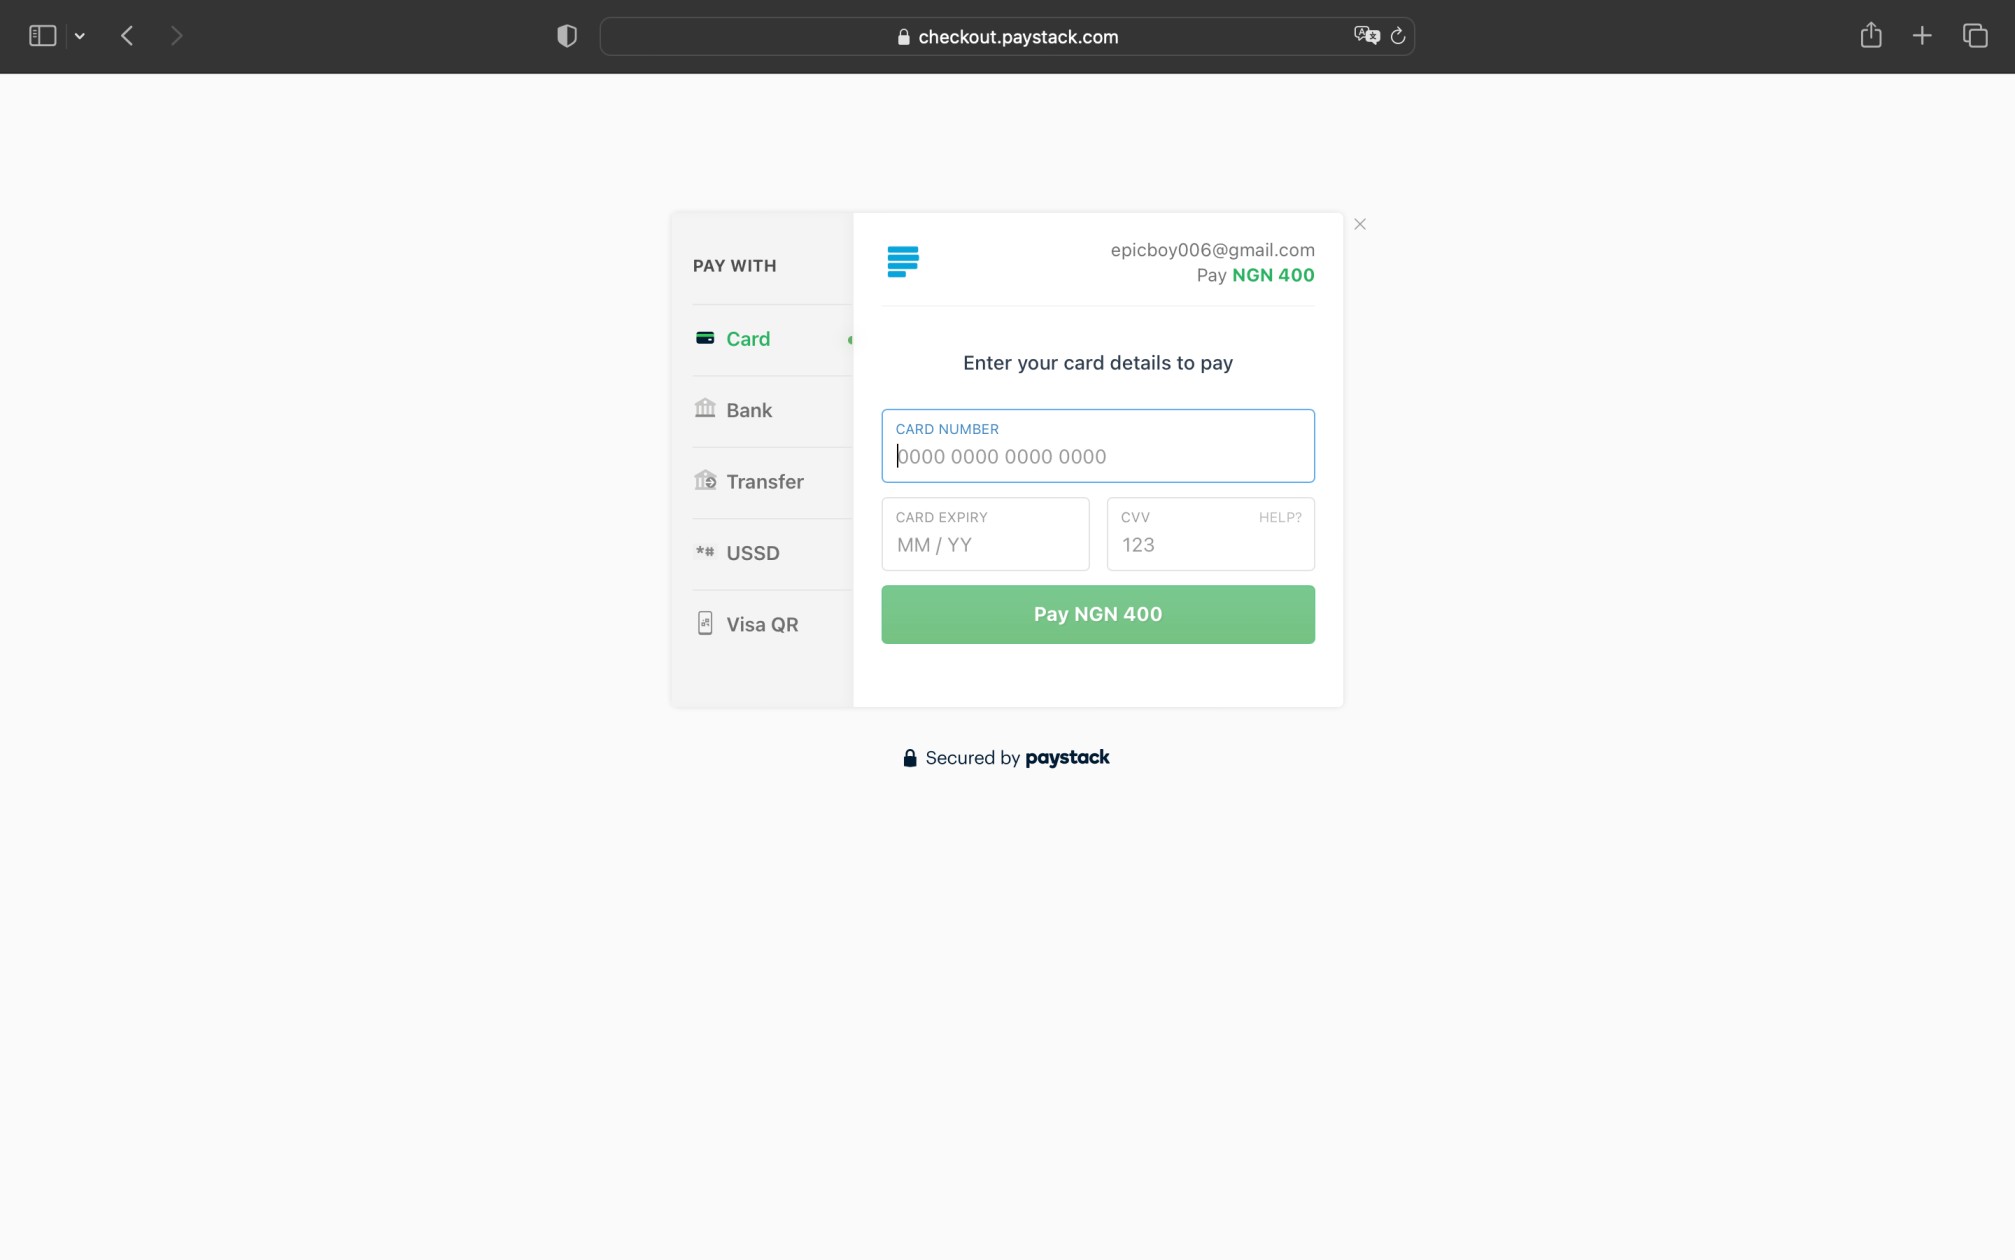 checkout.paystack.com
PAY WITH
Card
Bank
Transfer
*# USSD
Visa QR
epicboy006@gmail.com
Pay NGN 400
Enter your card details to pay
CARD NUMBER
0000 0000 0000 0000
CARD EXPIRY
MM / YY
CVV HELP?
123
Pay NGN 400
Secured by paystack